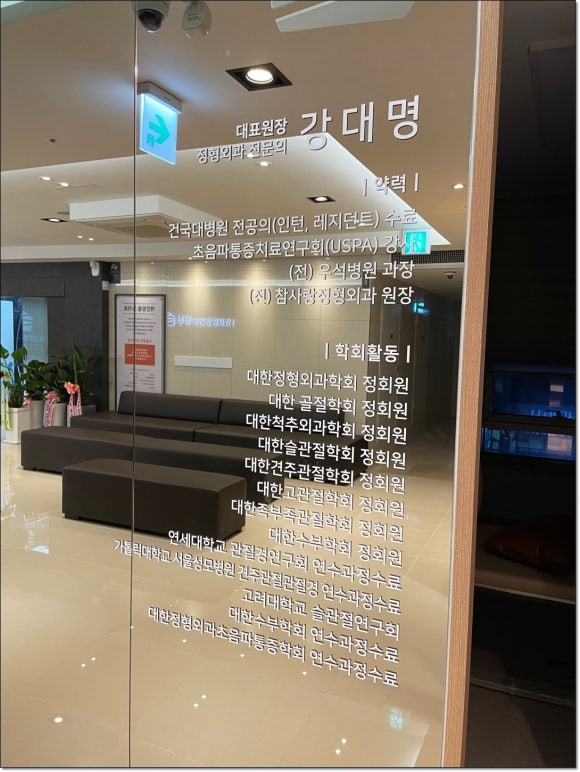 대표원장
정형외과 전문의
강대명
| 약력 |
건국대병원 전공의(인턴, 레지던트) 수료
초음파통증치료연구회(USPA) 강사
(전) 우석병원 과장
(전) 참사랑정형외과 원장
| 학회활동 |
대한정형외과학회 정회원
대한 골절학회 정회원
대한척추외과학회 정회원
대한슬관절학회 정회원
대한견주관절학회 정회원
대한고관절학회 정회원
대한족부족관절학회 정회원
대한수부학회 정회원
연세대학교 관절경연구회 연수과정수료
가톨릭대학교 서울성모병원 견주관절관절경 연수과정수료
고려대학교 슬관절연구회
대한수부학회 연수과정수료
대한정형외과초음파통증학회 연수과정수료